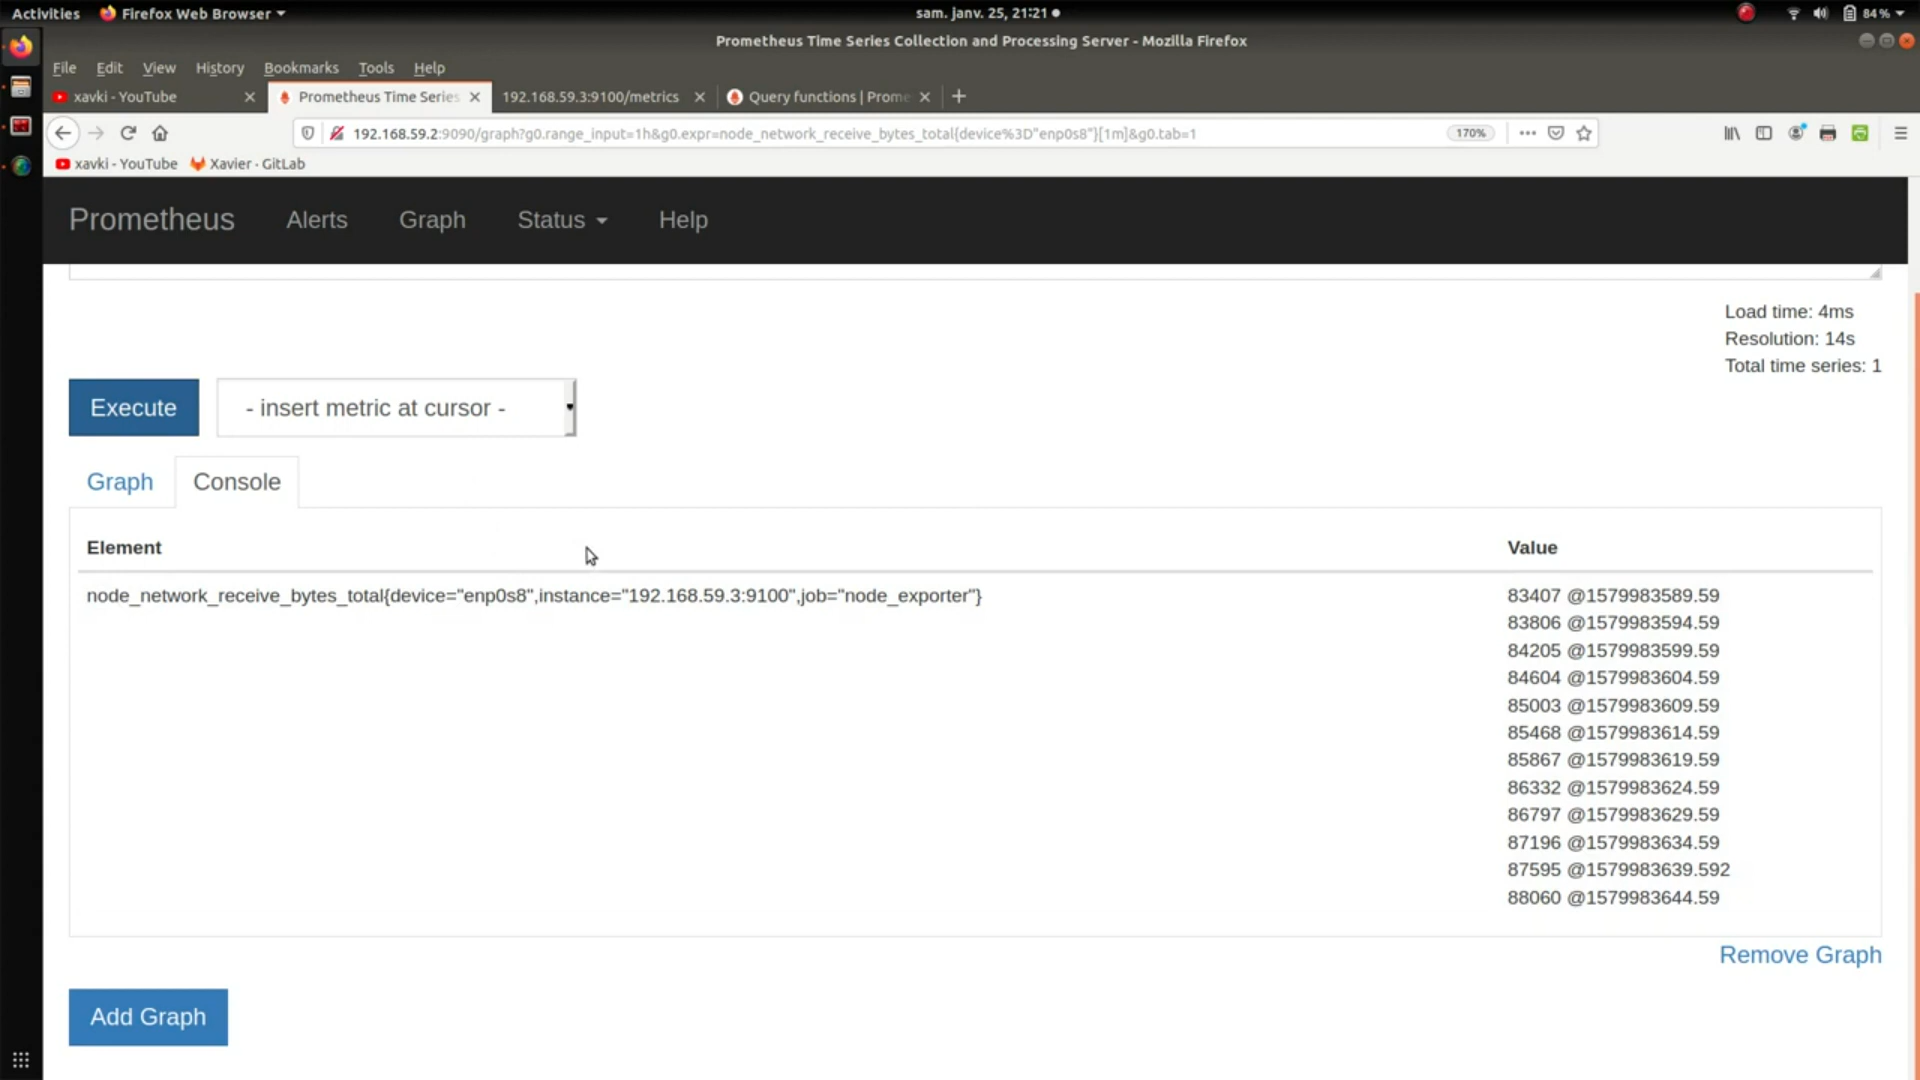 Activities Firefox Web Browser sam. janv. 25, 21:21 84 %
Prometheus Time Series Collection and Processing Server - Mozilla Firefox
File Edit View History Bookmarks Tools Help
xavki - YouTube Prometheus Time Series 192.168.59.3:9100/metrics Query functions | Prome
192.168.59.2:9090/graph?g0.range_input=1h&g0.expr=node_network_receive_bytes_total{device%3D"enp0s8"}[1m]&g0.tab=1 170%
xavki - YouTube Xavier · GitLab
Prometheus Alerts Graph Status Help
Load time: 4ms
Resolution: 14s
Total time series: 1
Execute - insert metric at cursor -
Graph Console
Element Value
node_network_receive_bytes_total{device="enp0s8",instance="192.168.59.3:9100",job="node_exporter"} 83407 @1579983589.59
83806 @1579983594.59
84205 @1579983599.59
84604 @1579983604.59
85003 @1579983609.59
85468 @1579983614.59
85867 @1579983619.59
86332 @1579983624.59
86797 @1579983629.59
87196 @1579983634.59
87595 @1579983639.592
88060 @1579983644.59
Remove Graph
Add Graph